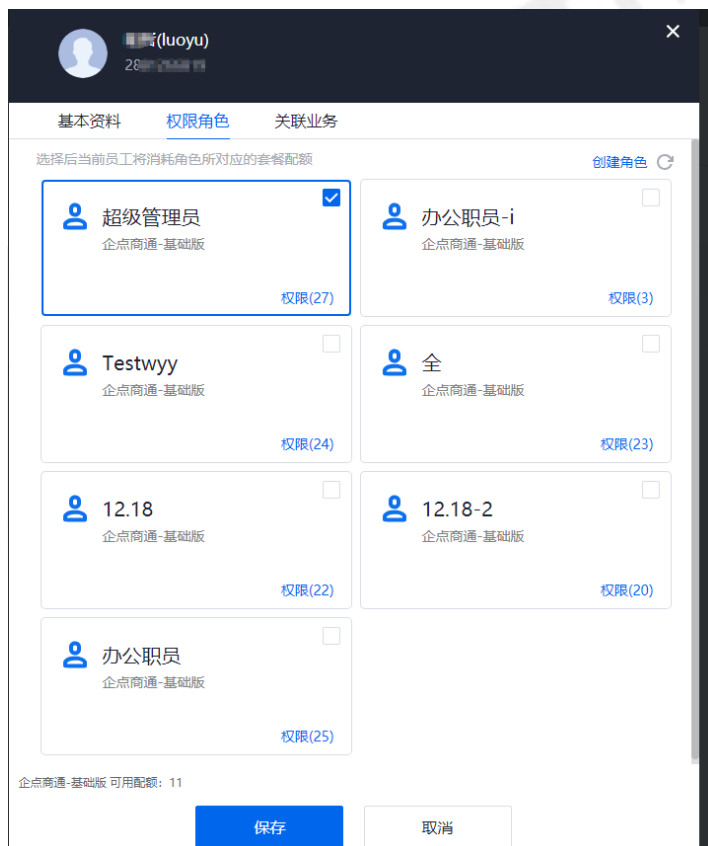 (luoyu)
28
基本资料 权限角色 关联业务
选择后当前员工将消耗角色所对应的套餐配额
创建角色
超级管理员
企点商通-基础版
权限(27)
办公职员-i
企点商通-基础版
权限(3)
Testwyy
企点商通-基础版
权限(24)
全
企点商通-基础版
权限(23)
12.18
企点商通-基础版
权限(22)
12.18-2
企点商通-基础版
权限(20)
办公职员
企点商通-基础版
权限(25)
企点商通-基础版 可用配额：11
保存 取消